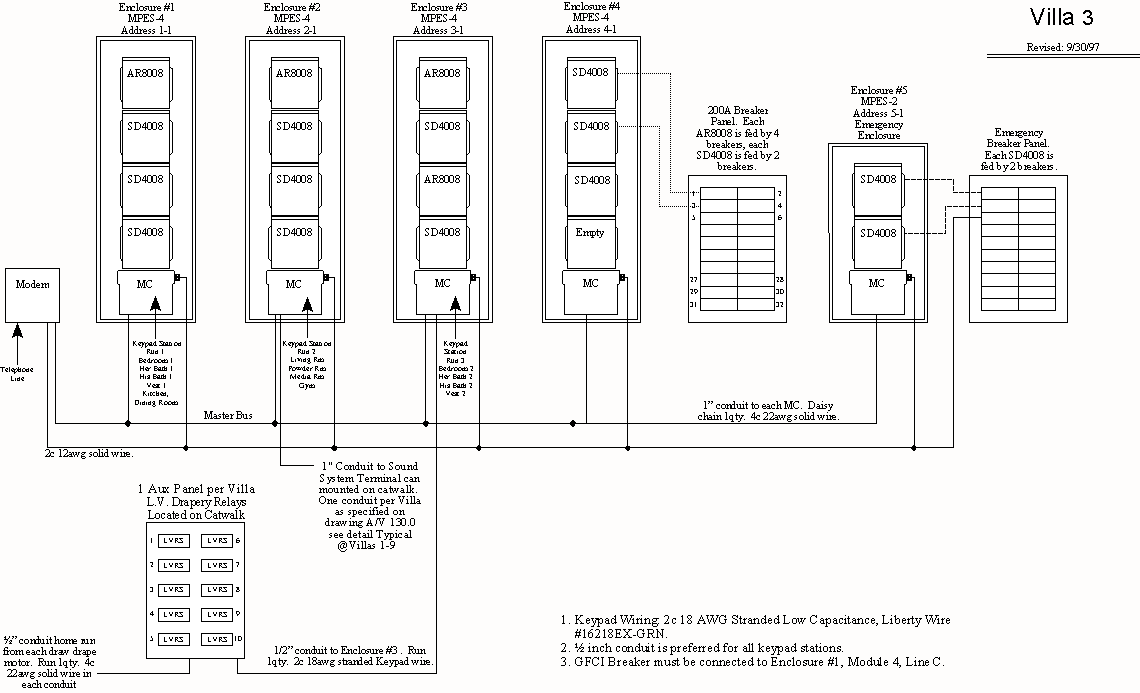 Villa 3
Revised: 9/30/97
Enclosure #1
MPES-4
Address 1-1
AR8008
SD4008
SD4008
SD4008
MC
Enclosure #2
MPES-4
Address 2-1
AR8008
SD4008
SD4008
SD4008
MC
Enclosure #3
MPES-4
Address 3-1
AR8008
SD4008
AR8008
SD4008
MC
Enclosure #4
MPES-4
Address 4-1
SD4008
SD4008
SD4008
Empty
MC
200A Breaker
Panel. Each
AR8008 is fed by 4
breakers, each
SD4008 is fed by 2
breakers.
1
2
3
4
5
6
27
28
29
30
31
32
Enclosure #5
MPES-2
Address 5-1
Emergency
Enclosure
SD4008
SD4008
MC
Emergency
Breaker Panel.
Each SD4008 is
fed by 2 breakers.
Modem
Telephone
Line
Keypad Station
Run 1
Bedroom 1
Her Bath 1
His Bath 1
Vest 1
Kitchen,
Dining Room
Keypad Station
Run 2
Living Rm
Powder Rm
Media Rm
Gym
Keypad
Station
Run 3
Bedroom 2
Her Bath 2
His Bath 2
Vest 2
Master Bus
1" conduit to each MC. Daisy
chain 1qty. 4c 22awg solid wire.
2c 12awg solid wire.
1" Conduit to Sound
System Terminal can
mounted on catwalk.
One conduit per Villa
as specified on
drawing A/V 130.0
see detail Typical
@Villas 1-9
1 Aux Panel per Villa
L.V. Drapery Relays
Located on Catwalk
1 LVRS LVRS 6
2 LVRS LVRS 7
3 LVRS LVRS 8
4 LVRS LVRS 9
5 LVRS LVRS 10
½" conduit home run
from each draw drape
motor. Run 1qty. 4c
22awg solid wire in
each conduit
1/2" conduit to Enclosure #3 . Run
1qty. 2c 18awg stranded Keypad wire.
1. Keypad Wiring: 2c 18 AWG Stranded Low Capacitance, Liberty Wire
#16218EX-GRN.
2. ½ inch conduit is preferred for all keypad stations.
3. GFCI Breaker must be connected to Enclosure #1, Module 4, Line C.